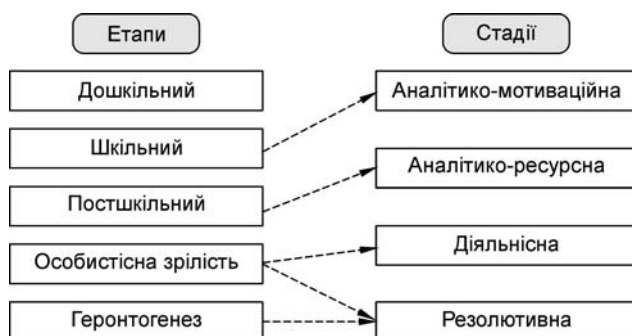 Етапи
Дошкільний
Шкільний
Постшкільний
Особистісна зрілість
Геронтогенез
Стадії
Аналітико-мотиваційна
Аналітико-ресурсна
Діяльнісна
Резолютивна